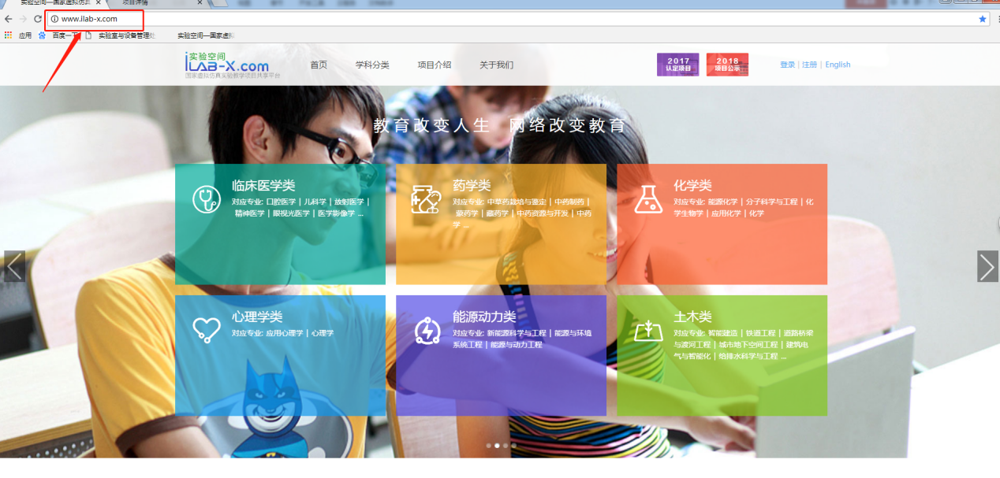 实验空间—国家虚拟仿真
项目详情
www.ilab-x.com
应用
百度一下
实验室与设备管理处
实验空间—国家虚拟
实验空间
iLAB-X.com
国家虚拟仿真实验教学项目共享平台
首页
学科分类
项目介绍
关于我们
2017
认定项目
2018
项目公示
登录 | 注册 | English
教育改变人生 网络改变教育
临床医学类
对应专业: 口腔医学 | 儿科学 | 放射医学 |
精神医学 | 眼视光医学 | 医学影像学 ...
药学类
对应专业: 中草药栽培与鉴定 | 中药制药 |
蒙药学 | 藏药学 | 中药资源与开发 | 中药
学 ...
化学类
对应专业: 能源化学 | 分子科学与工程 | 化
学生物学 | 应用化学 | 化学
心理学类
对应专业: 应用心理学 | 心理学
能源动力类
对应专业: 新能源科学与工程 | 能源与环境
系统工程 | 能源与动力工程
土木类
对应专业: 智能建造 | 铁道工程 | 道路桥梁
与渡河工程 | 城市地下空间工程 | 建筑电
气与智能化 | 给排水科学与工程 ...